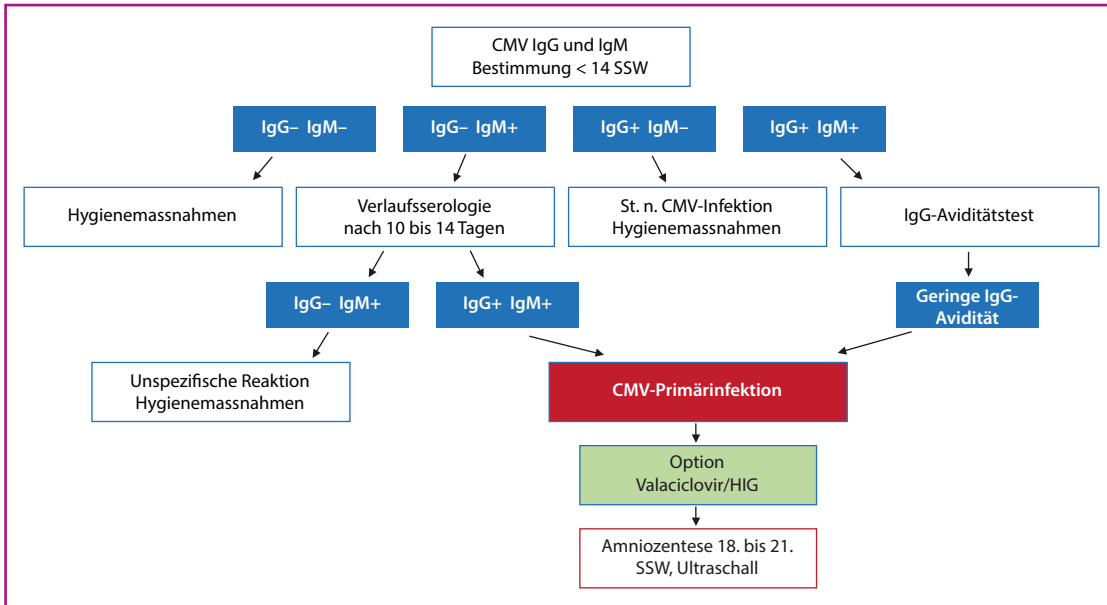 CMV IgG und IgM
Bestimmung < 14 SSW
IgG– IgM–
IgG– IgM+
IgG+ IgM–
IgG+ IgM+
Hygienemassnahmen
Verlaufsserologie
nach 10 bis 14 Tagen
St. n. CMV-Infektion
Hygienemassnahmen
IgG-Aviditätstest
IgG– IgM+
IgG+ IgM+
Geringe IgG-
Avidität
Unspezifische Reaktion
Hygienemassnahmen
CMV-Primärinfektion
Option
Valaciclovir/HIG
Amniozentese 18. bis 21.
SSW, Ultraschall